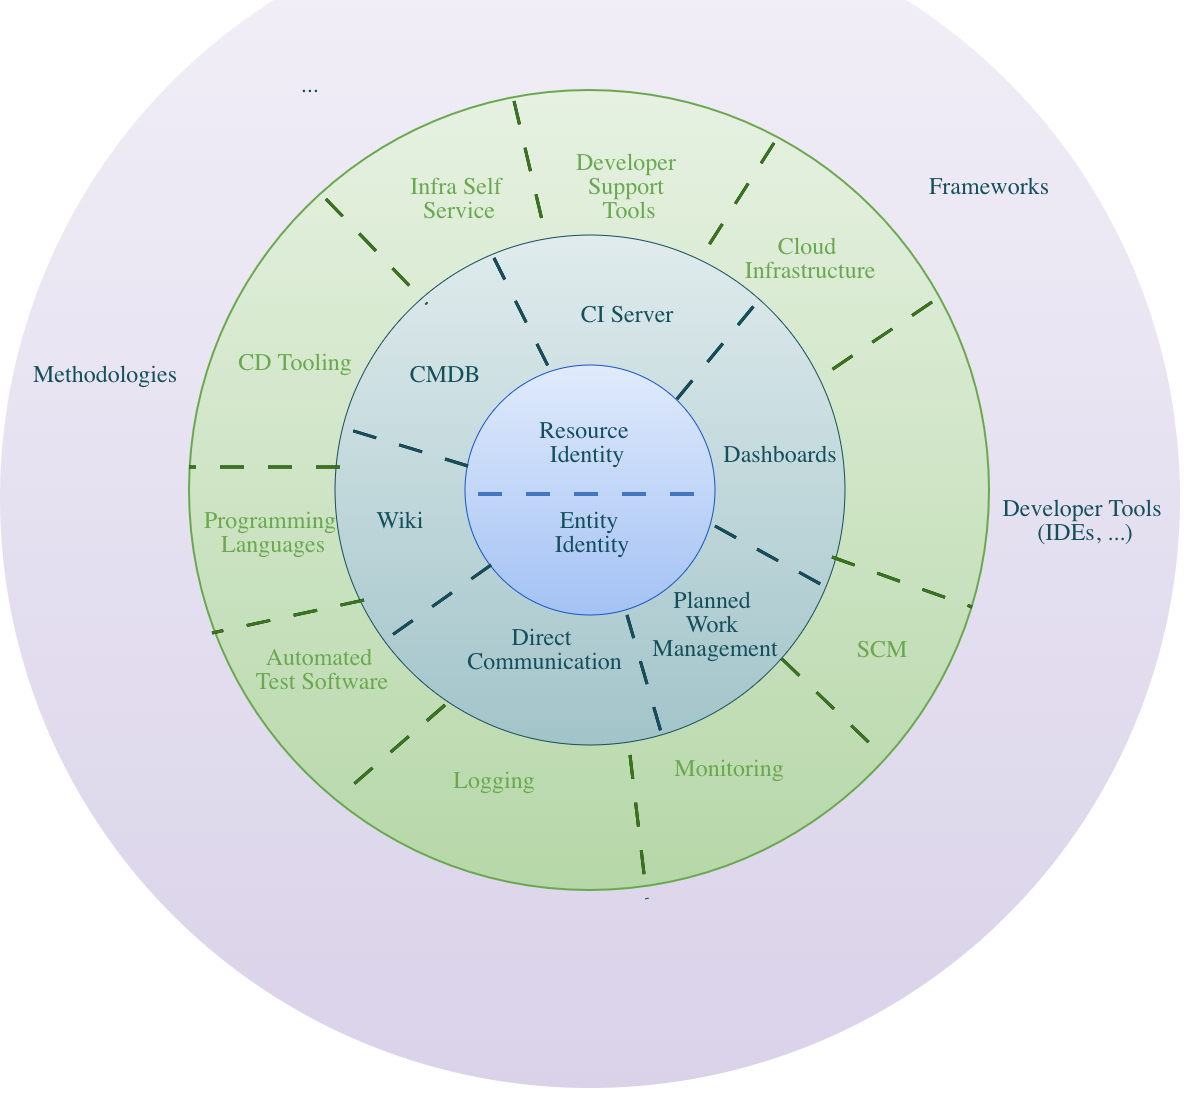 ...
Developer
Support
Tools
Infra Self
Service
Frameworks
Cloud
Infrastructure
CI Server
CD Tooling
Methodologies
CMDB
Resource
Identity
Dashboards
Programming
Languages
Wiki
Entity
Identity
Developer Tools
(IDEs, ...)
Planned
Work
Management
Direct
Communication
SCM
Automated
Test Software
Logging
Monitoring